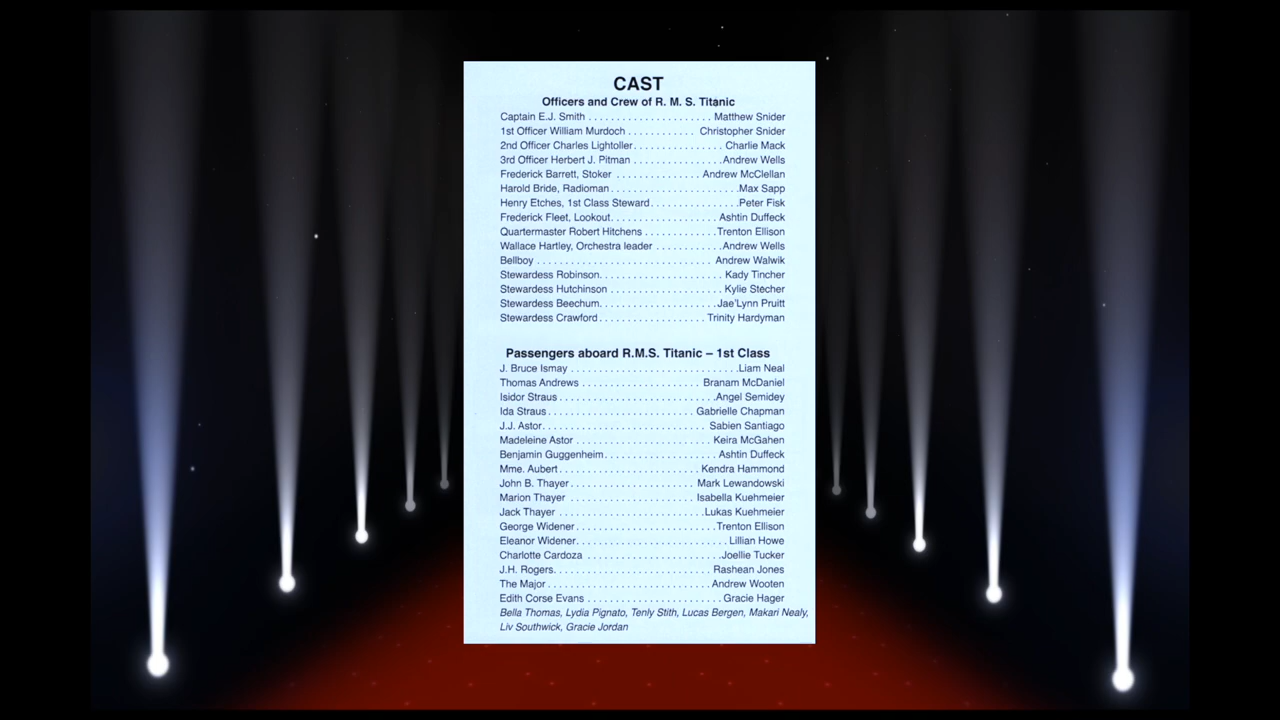 CAST
Officers and Crew of R. M. S. Titanic
Captain E.J. Smith . . . . . . . . . . . . . . . . . . . . . . Matthew Snider
1st Officer William Murdoch . . . . . . . . . . . Christopher Snider
2nd Officer Charles Lightoller . . . . . . . . . . . . . . . . Charlie Mack
3rd Officer Herbert J. Pitman . . . . . . . . . . . . . . . .Andrew Wells
Frederick Barrett, Stoker . . . . . . . . . . . . . . . Andrew McClellan
Harold Bride, Radioman . . . . . . . . . . . . . . . . . . . . . . .Max Sapp
Henry Etches, 1st Class Steward . . . . . . . . . . . . . . . .Peter Fisk
Frederick Fleet, Lookout . . . . . . . . . . . . . . . . . . . Ashtin Duffeck
Quartermaster Robert Hitchens . . . . . . . . . . . . .Trenton Ellison
Wallace Hartley, Orchestra leader . . . . . . . . . . . .Andrew Wells
Bellboy . . . . . . . . . . . . . . . . . . . . . . . . . . . . . . Andrew Walwik
Stewardess Robinson. . . . . . . . . . . . . . . . . . . . . . Kady Tincher
Stewardess Hutchinson . . . . . . . . . . . . . . . . . . . . Kylie Stecher
Stewardess Beechum. . . . . . . . . . . . . . . . . . . . .Jae'Lynn Pruitt
Stewardess Crawford . . . . . . . . . . . . . . . . . . . Trinity Hardyman
Passengers aboard R.M.S. Titanic – 1st Class
J. Bruce Ismay . . . . . . . . . . . . . . . . . . . . . . . . . . . . .Liam Neal
Thomas Andrews . . . . . . . . . . . . . . . . . . . . . Branam McDaniel
Isidor Straus . . . . . . . . . . . . . . . . . . . . . . . . . . .Angel Semidey
Ida Straus . . . . . . . . . . . . . . . . . . . . . . . . . Gabrielle Chapman
J.J. Astor. . . . . . . . . . . . . . . . . . . . . . . . . . . . Sabien Santiago
Madeleine Astor . . . . . . . . . . . . . . . . . . . . . . . . Keira McGahen
Benjamin Guggenheim . . . . . . . . . . . . . . . . . . . . Ashtin Duffeck
Mme. Aubert . . . . . . . . . . . . . . . . . . . . . . . . Kendra Hammond
John B. Thayer . . . . . . . . . . . . . . . . . . . . . . Mark Lewandowski
Marion Thayer . . . . . . . . . . . . . . . . . . . . . . Isabella Kuehmeier
Jack Thayer . . . . . . . . . . . . . . . . . . . . . . . . .Lukas Kuehmeier
George Widener . . . . . . . . . . . . . . . . . . . . . . . .Trenton Ellison
Eleanor Widener. . . . . . . . . . . . . . . . . . . . . . . . . . Lillian Howe
Charlotte Cardoza . . . . . . . . . . . . . . . . . . . . . . . .Joellie Tucker
J.H. Rogers. . . . . . . . . . . . . . . . . . . . . . . . . . . Rashean Jones
The Major . . . . . . . . . . . . . . . . . . . . . . . . . . . . Andrew Wooten
Edith Corse Evans . . . . . . . . . . . . . . . . . . . . . . . Gracie Hager
Bella Thomas, Lydia Pignato, Tenly Stith, Lucas Bergen, Makari Nealy,
Liv Southwick, Gracie Jordan